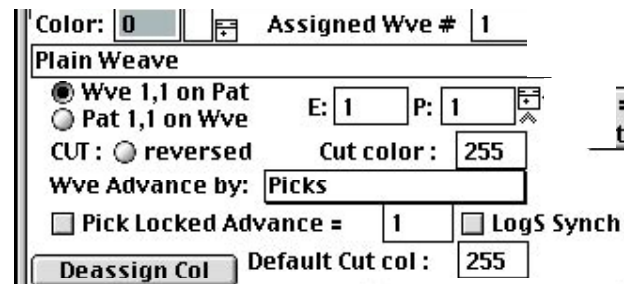 Color: 0 Assigned Wve # 1
Plain Weave
Wve 1,1 on Pat
Pat 1,1 on Wve
E: 1 P: 1
CUT : reversed Cut color : 255
Wve Advance by: Picks
Pick Locked Advance = 1 LogS Synch
Deassign Col Default Cut col : 255